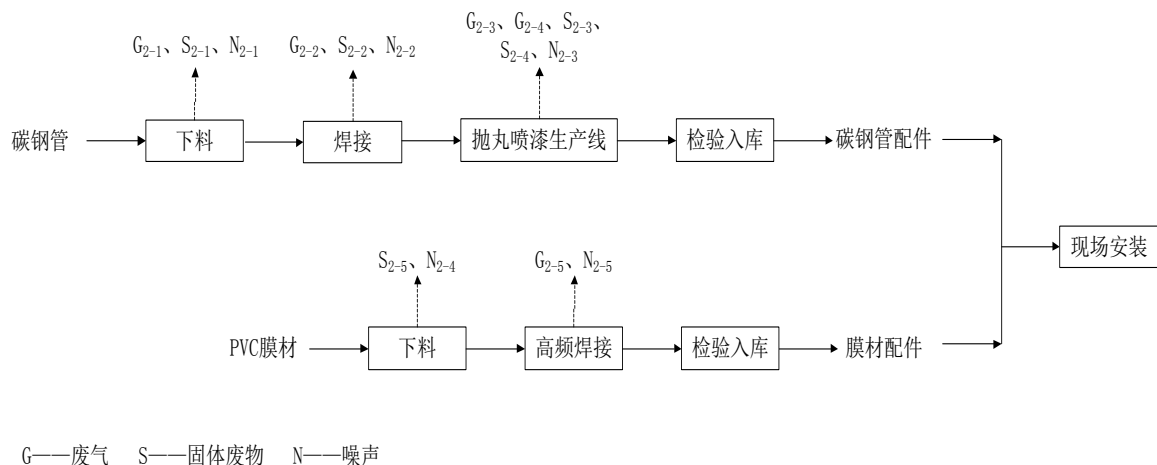 G₂₋₃、G₂₋₄、S₂₋₃、
S₂₋₄、N₂₋₃
G₂₋₁、S₂₋₁、N₂₋₁
G₂₋₂、S₂₋₂、N₂₋₂
碳钢管
下料
焊接
抛丸喷漆生产线
检验入库
碳钢管配件
现场安装
S₂₋₅、N₂₋₄
G₂₋₅、N₂₋₅
PVC膜材
下料
高频焊接
检验入库
膜材配件
G——废气 S——固体废物 N——噪声